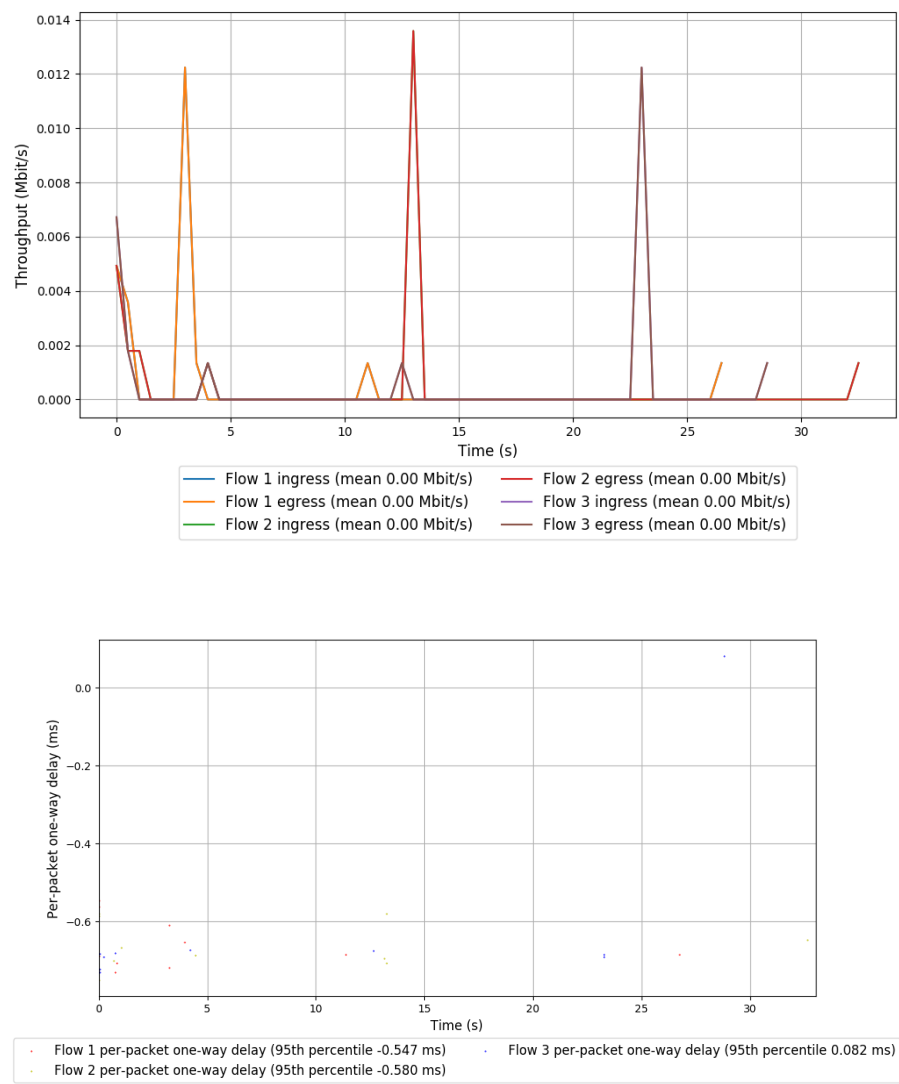 0.014
0.012
0.010
0.008
0.006
0.004
0.002
0.000
Throughput (Mbit/s)
0 5 10 15 20 25 30
Time (s)
Flow 1 ingress (mean 0.00 Mbit/s) Flow 2 egress (mean 0.00 Mbit/s)
Flow 1 egress (mean 0.00 Mbit/s) Flow 3 ingress (mean 0.00 Mbit/s)
Flow 2 ingress (mean 0.00 Mbit/s) Flow 3 egress (mean 0.00 Mbit/s)
0.0
−0.2
−0.4
−0.6
Per-packet one-way delay (ms)
0 5 10 15 20 25 30
Time (s)
Flow 1 per-packet one-way delay (95th percentile -0.547 ms) Flow 3 per-packet one-way delay (95th percentile 0.082 ms)
Flow 2 per-packet one-way delay (95th percentile -0.580 ms)